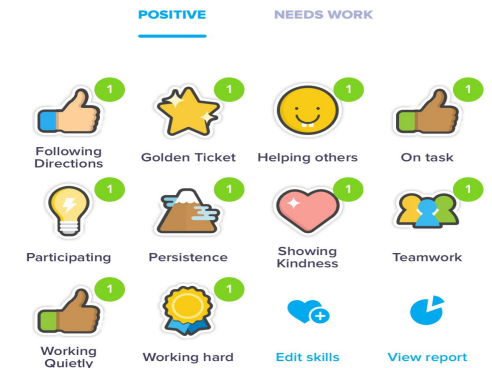 POSITIVE NEEDS WORK
1 1 1 1
Following
Directions
Golden Ticket
Helping others
On task
1 1 1 1
Participating
Persistence
Showing
Kindness
Teamwork
1 1
Working
Quietly
Working hard
Edit skills
View report